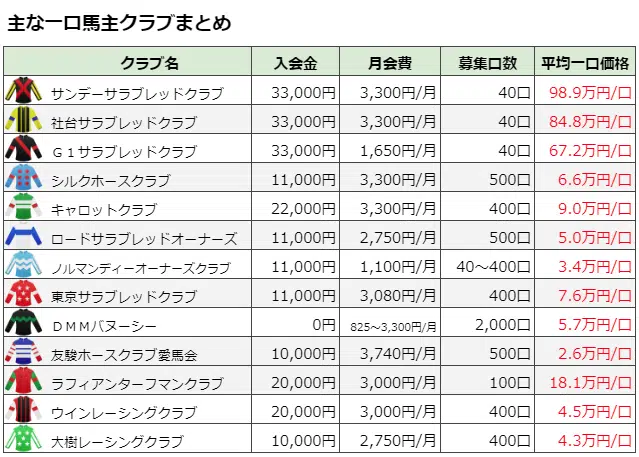 主な一口馬主クラブまとめ
クラブ名 入会金 月会費 募集口数 平均一口価格
サンデーサラブレッドクラブ 33,000円 3,300円/月 40口 98.9万円/口
社台サラブレッドクラブ 33,000円 3,300円/月 40口 84.8万円/口
G1サラブレッドクラブ 33,000円 1,650円/月 40口 67.2万円/口
シルクホースクラブ 11,000円 3,300円/月 500口 6.6万円/口
キャロットクラブ 22,000円 3,300円/月 400口 9.0万円/口
ロードサラブレッドオーナーズ 11,000円 2,750円/月 500口 5.0万円/口
ノルマンディーオーナーズクラブ 11,000円 1,100円/月 40～400口 3.4万円/口
東京サラブレッドクラブ 11,000円 3,080円/月 400口 7.6万円/口
DMMバヌーシー 0円 825～3,300円/月 2,000口 5.7万円/口
友駿ホースクラブ愛馬会 10,000円 3,740円/月 500口 2.6万円/口
ラフィアンターフマンクラブ 20,000円 3,000円/月 100口 18.1万円/口
ウインレーシングクラブ 20,000円 3,000円/月 400口 4.5万円/口
大樹レーシングクラブ 10,000円 2,750円/月 400口 4.3万円/口